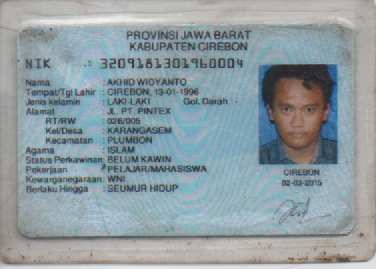 PROVINSI JAWA BARAT
KABUPATEN CIREBON
NIK : 3209181301960004
Nama : AKHID WIDYANTO
Tempat/Tgl Lahir : CIREBON, 13-01-1996
Jenis kelamin : LAKI-LAKI Gol. Darah :-
Alamat : JL. PT. PINTEX
RT/RW : 026/005
Kel/Desa : KARANGASEM
Kecamatan : PLUMBON
Agama : ISLAM
Status Perkawinan: BELUM KAWIN
Pekerjaan : PELAJAR/MAHASISWA
Kewarganegaraan: WNI
Berlaku Hingga : SEUMUR HIDUP
CIREBON
02-03-2015